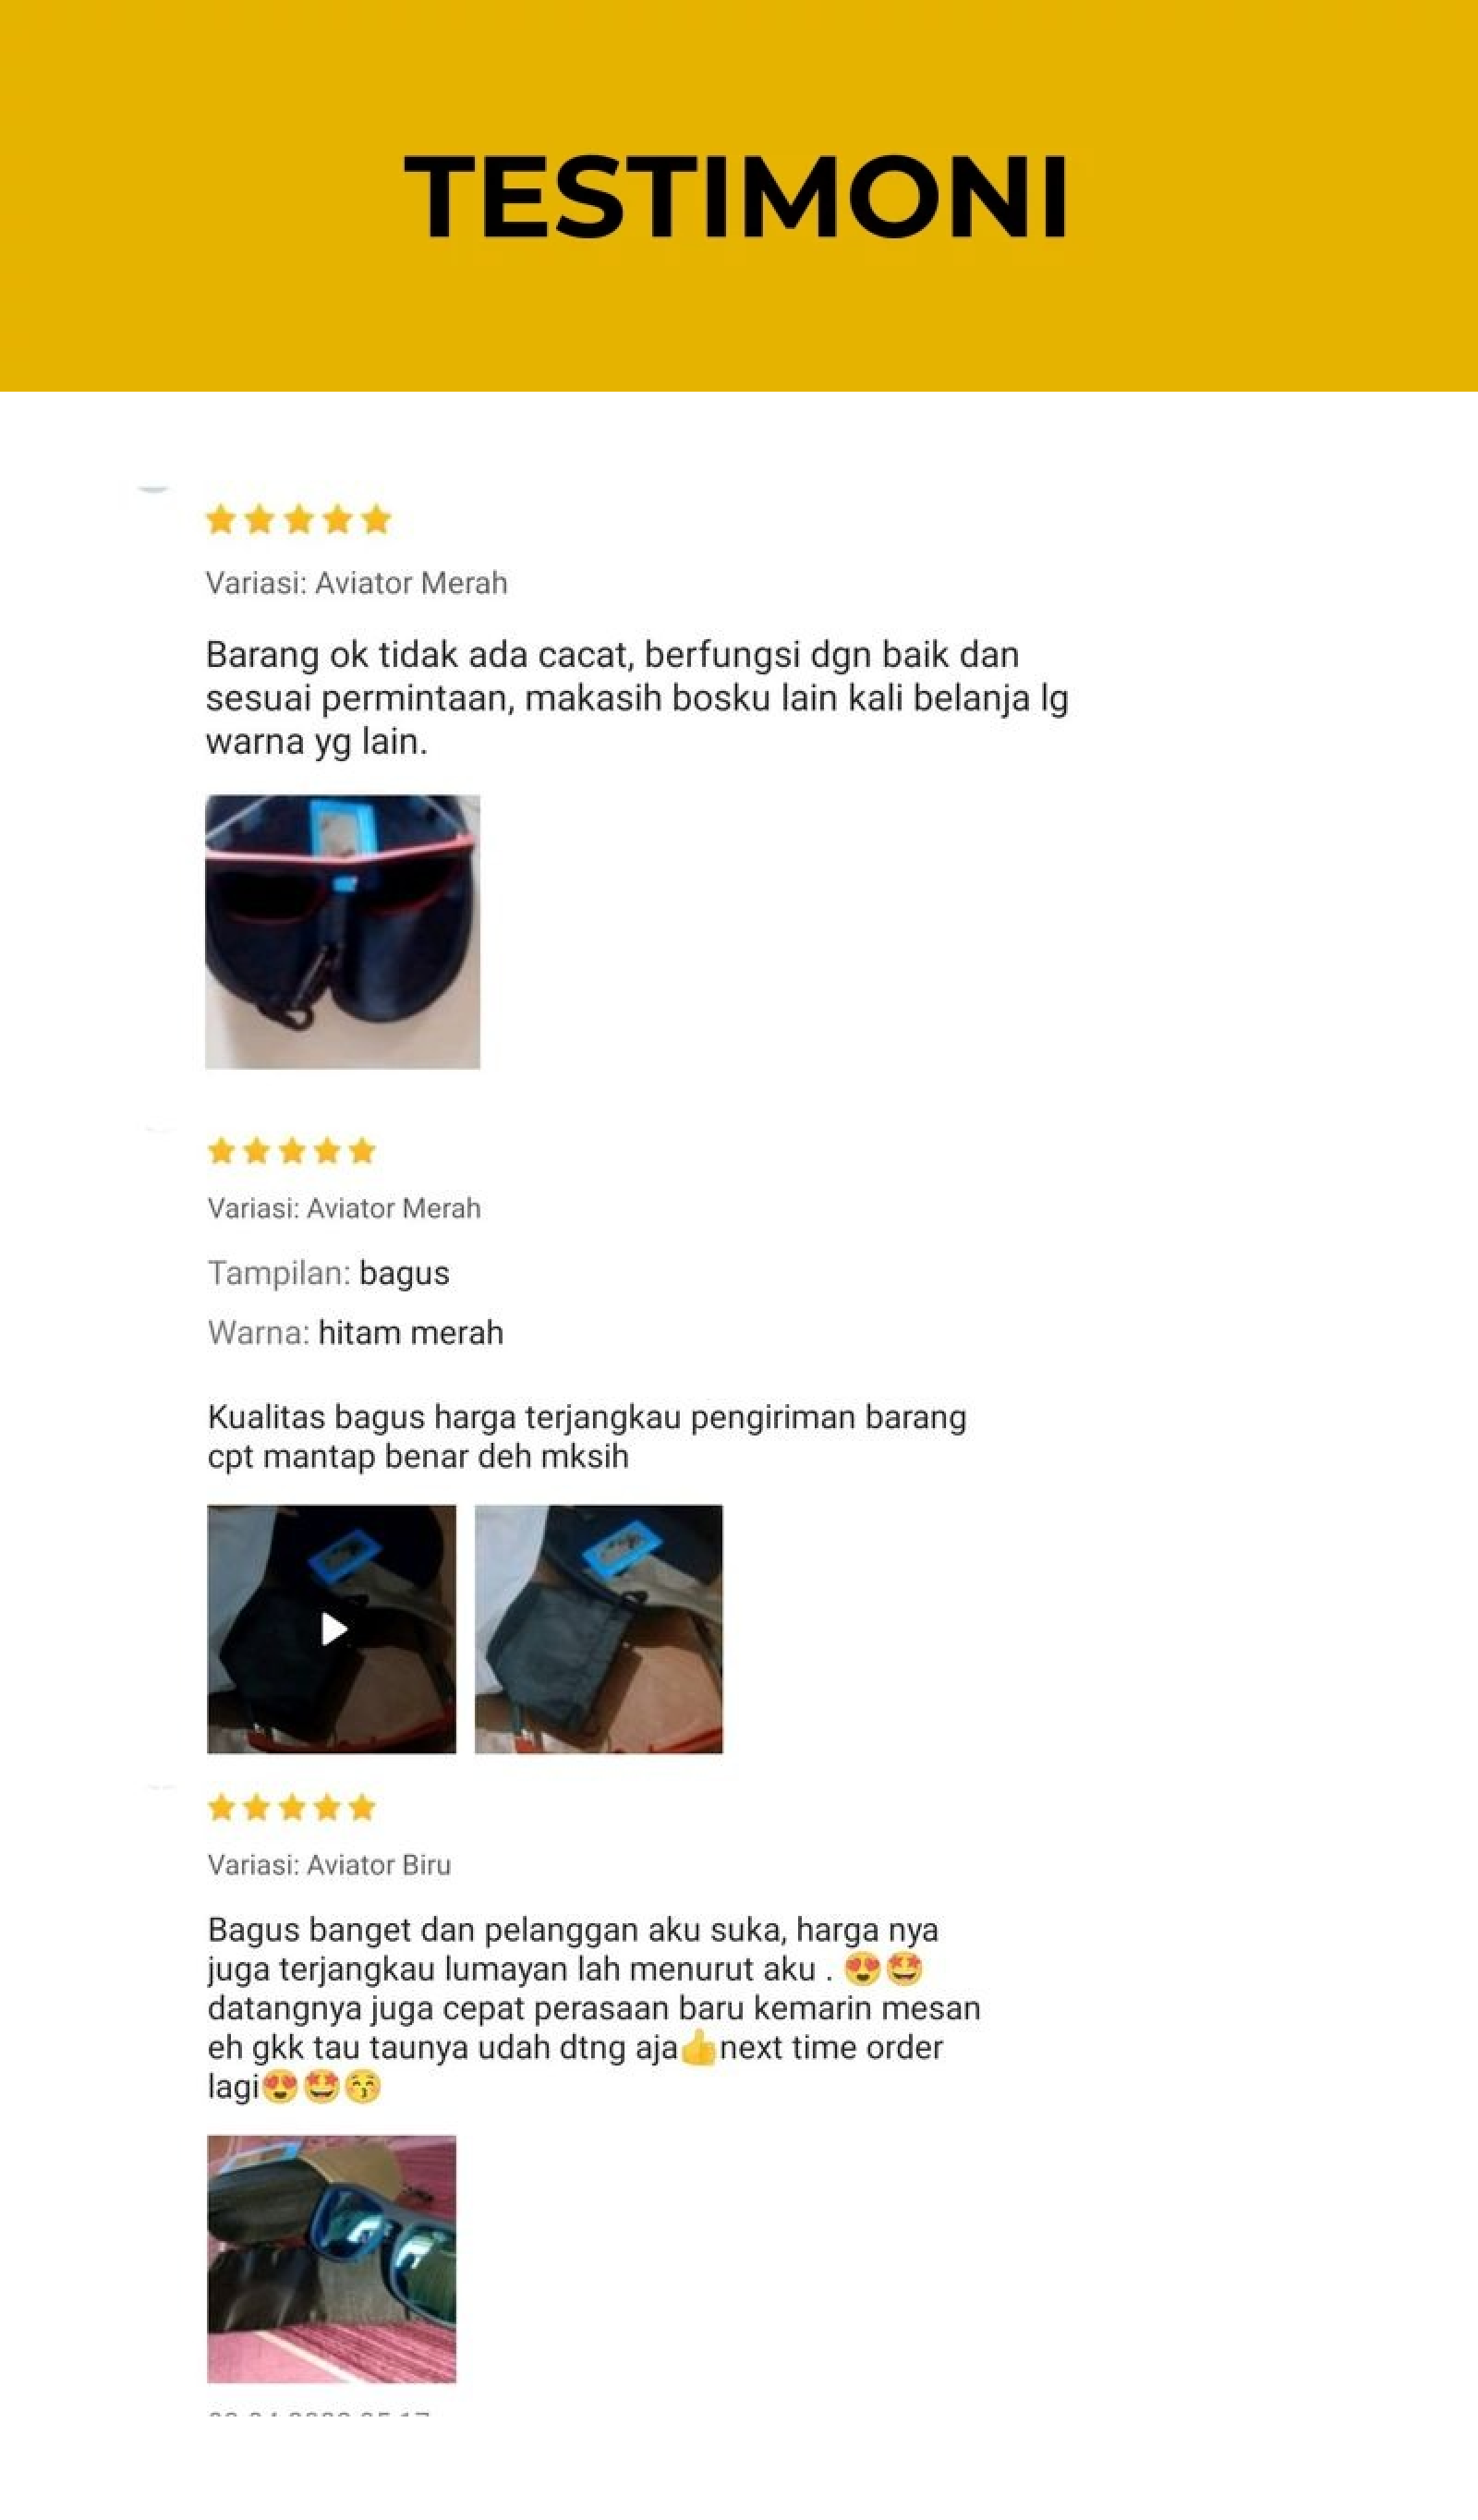 TESTIMONI
Variasi: Aviator Merah
Barang ok tidak ada cacat, berfungsi dgn baik dan
sesuai permintaan, makasih bosku lain kali belanja lg
warna yg lain.
Variasi: Aviator Merah
Tampilan: bagus
Warna: hitam merah
Kualitas bagus harga terjangkau pengiriman barang
cpt mantap benar deh mksih
Variasi: Aviator Biru
Bagus banget dan pelanggan aku suka, harga nya
juga terjangkau lumayan lah menurut aku . 😍🤩
datangnya juga cepat perasaan baru kemarin mesan
eh gkk tau taunya udah dtng aja👍next time order
lagi😍🤩😚